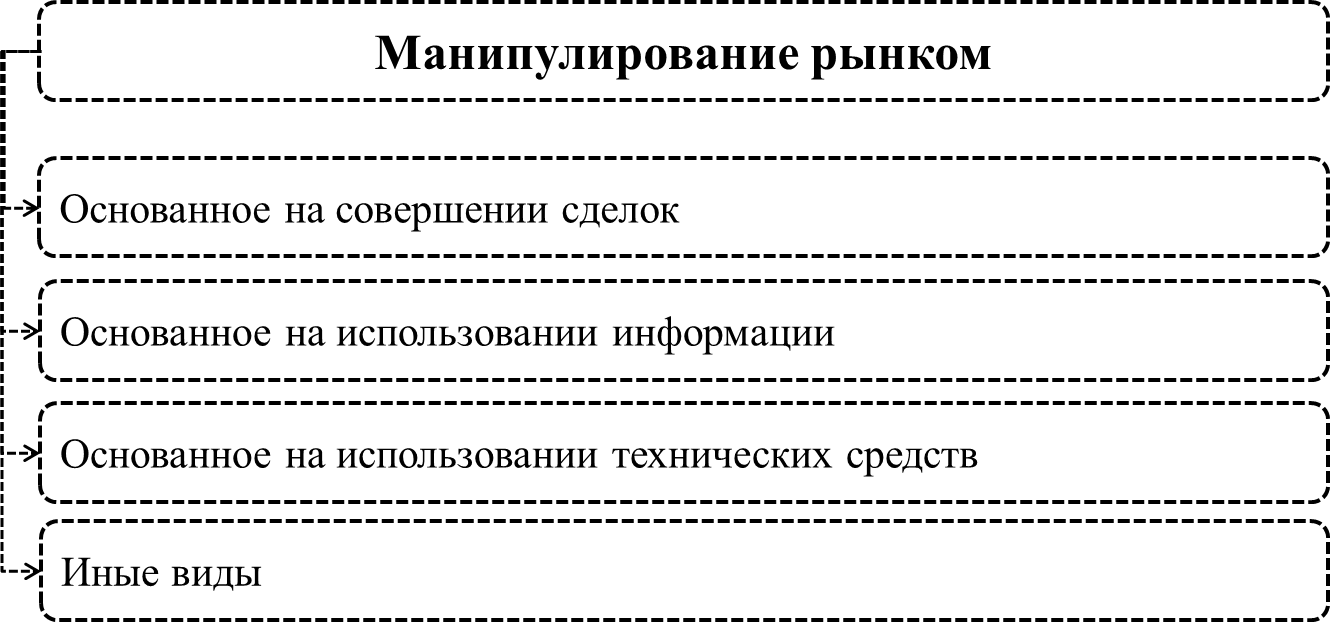 Манипулирование рынком
Основанное на совершении сделок
Основанное на использовании информации
Основанное на использовании технических средств
Иные виды